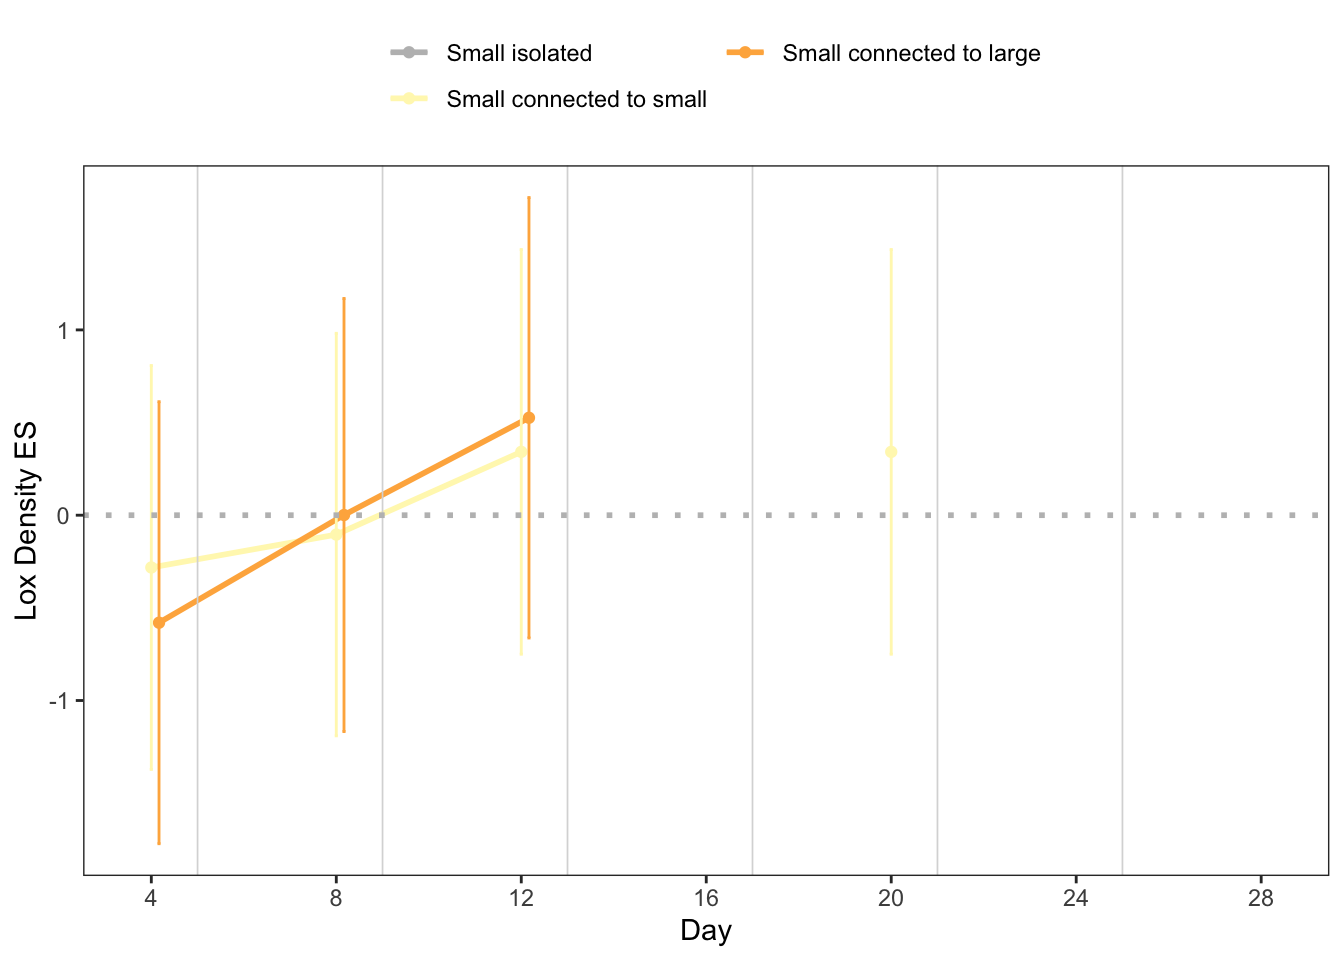 Small isolated
Small connected to large
Small connected to small
Lox Density ES
1
0
-1
4 8 12 16 20 24 28
Day